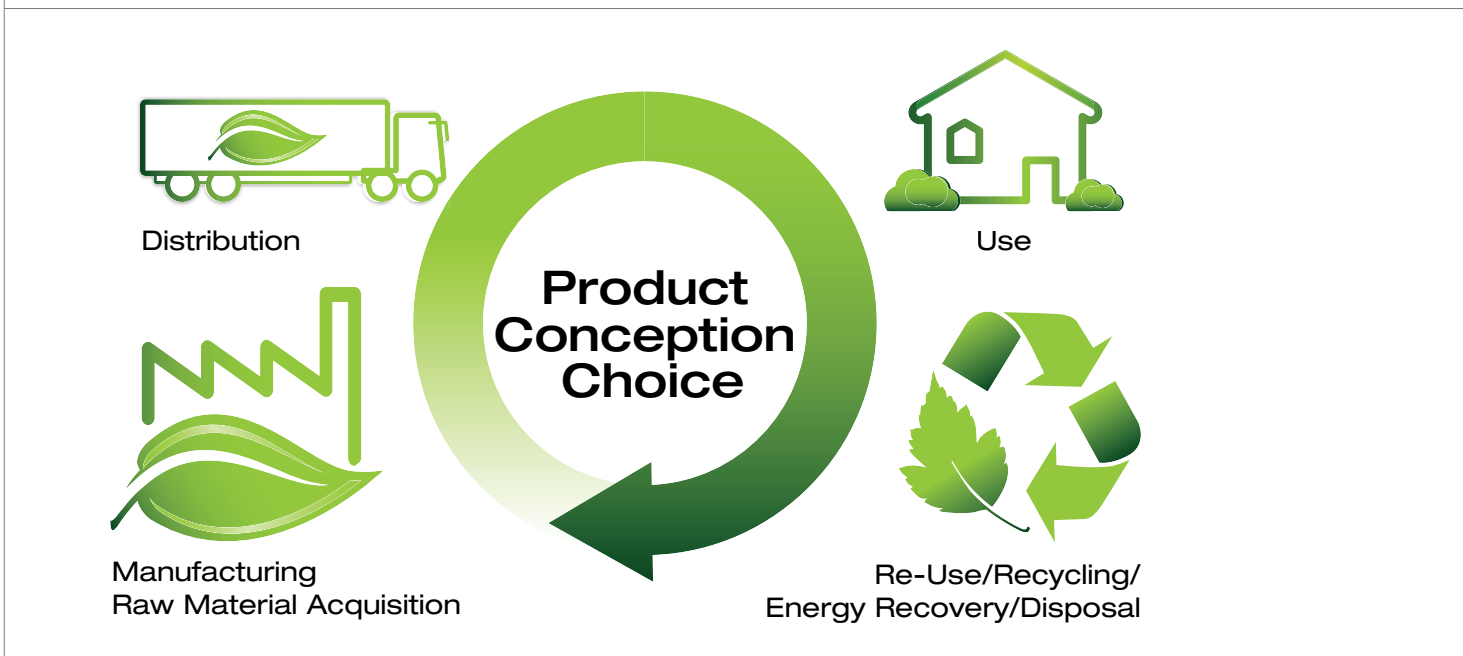 Distribution
Use
Product
Conception
Choice
Manufacturing
Raw Material Acquisition
Re-Use/Recycling/
Energy Recovery/Disposal